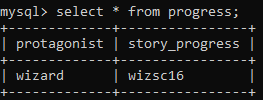 mysql> select * from progress;
+-------------+----------------+
| protagonist | story_progress |
+-------------+----------------+
| wizard | wizsc16 |
+-------------+----------------+